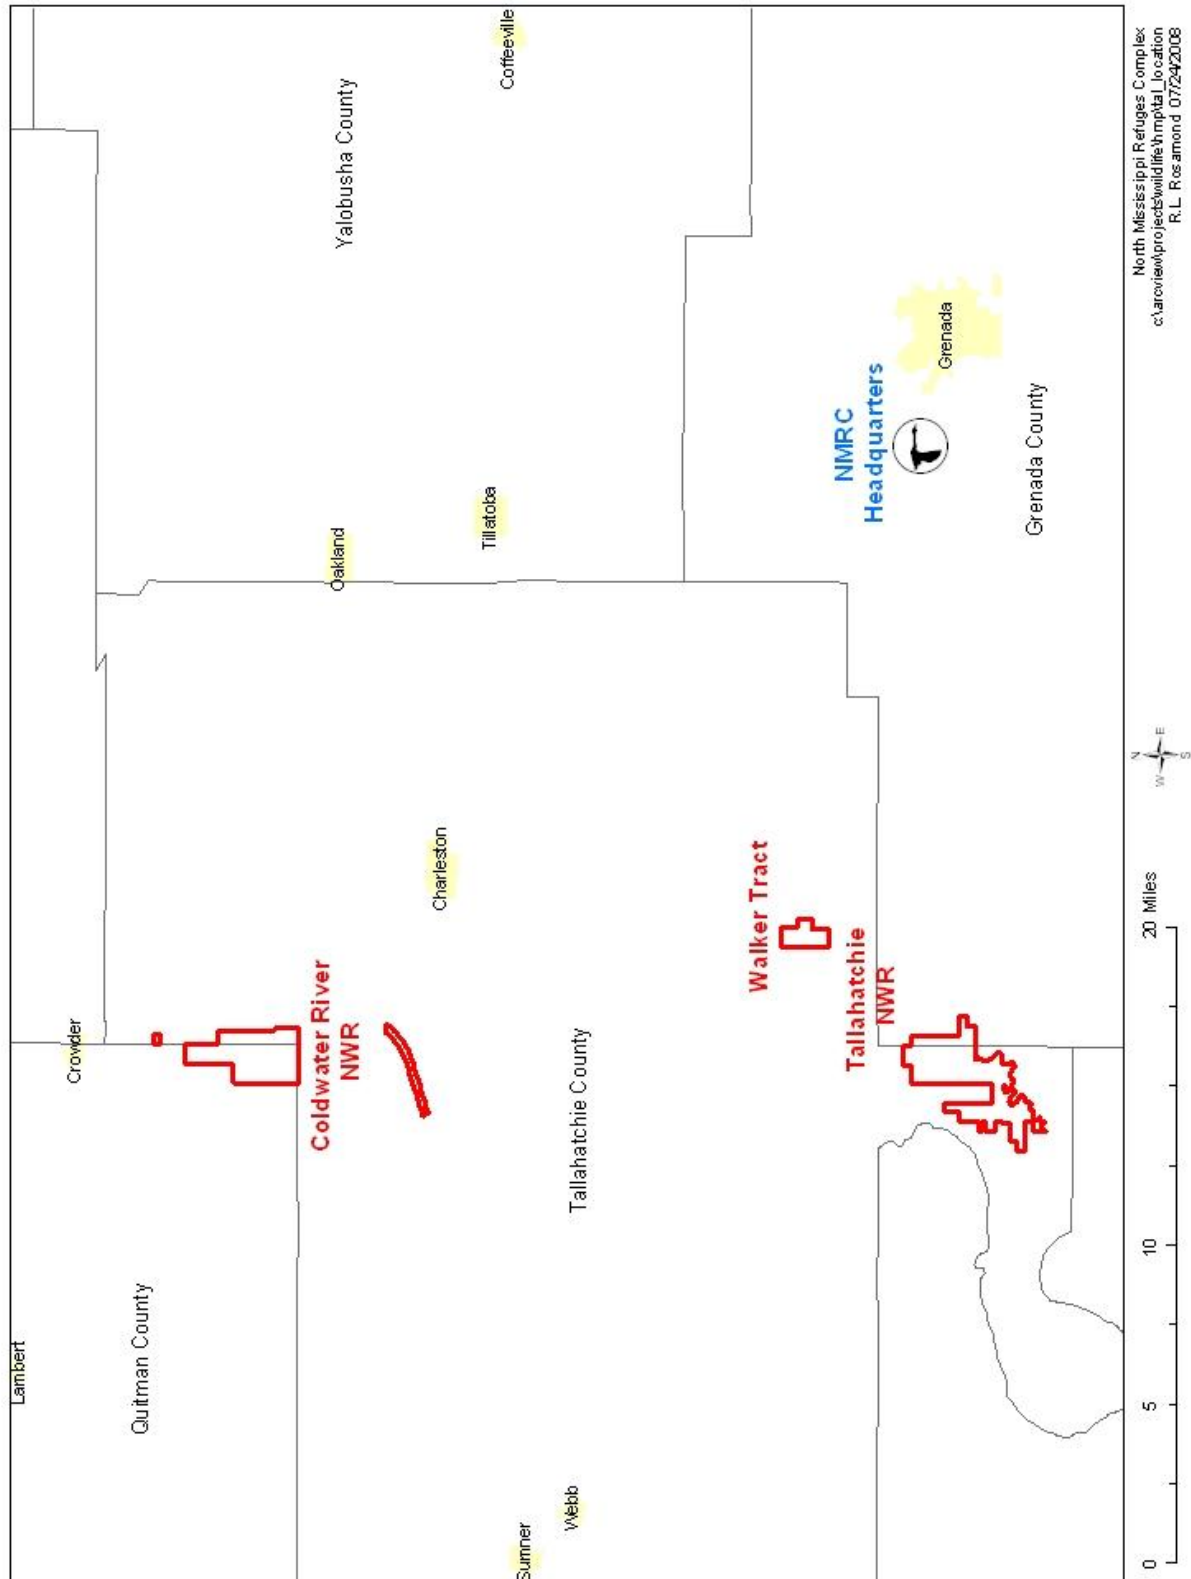 Lambert
Quitman County
Crowder
Coldwater River
NWR
Yalobusha County
Coffeeville
Oakland
Tillatoba
Charleston
Sumner
Webb
Tallahatchie County
Walker Tract
Tallahatchie
NWR
NMRC
Headquarters
Grenada
Grenada County
0 5 10 20 Miles
N
W E
S
North Mississippi Refuges Complex
c:\arcview\projects\wildlife\hmp\tal_location
R.L. Rosamond 07/24/2008